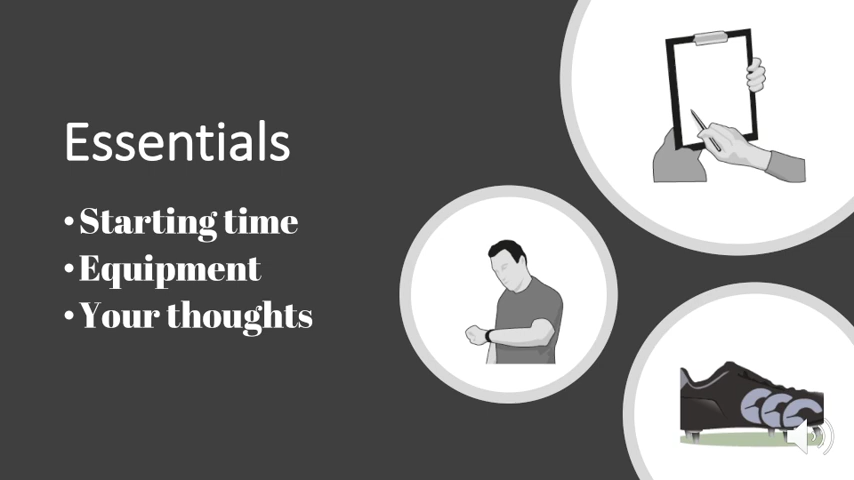 Essentials
• Starting time
• Equipment
• Your thoughts